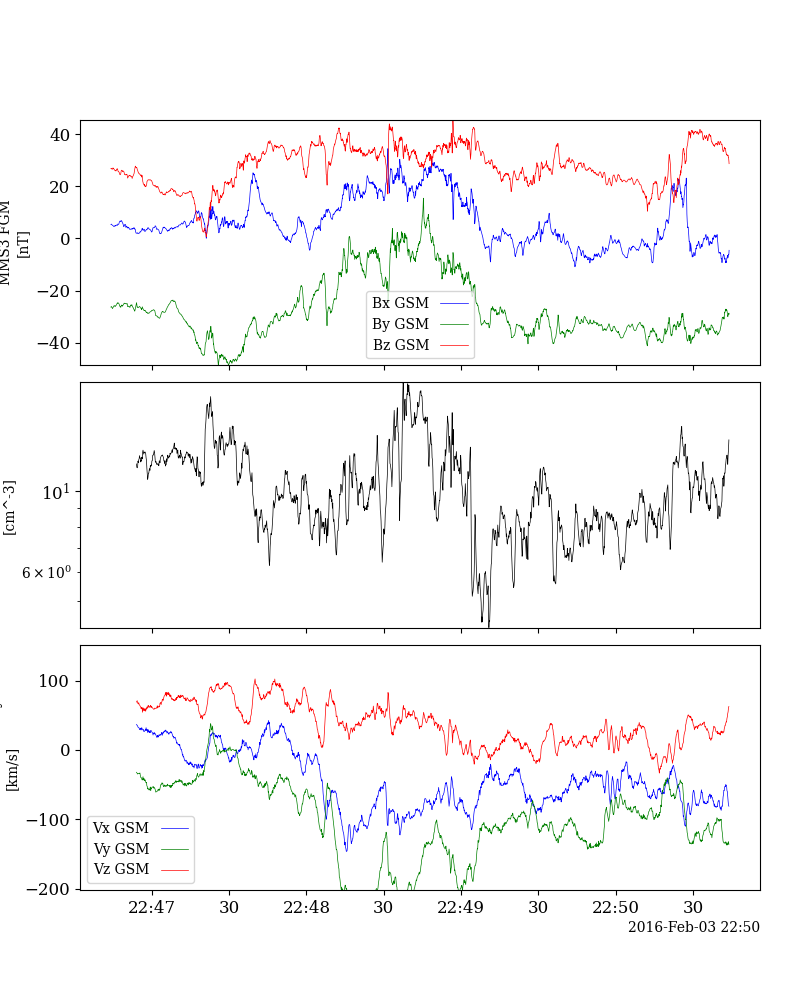 40
20
0
−20
−40
MMS3 FGM
[nT]
Bx GSM
By GSM
Bz GSM
10¹
6 × 10⁰
[cm^-3]
100
0
−100
−200
[km/s]
Vx GSM
Vy GSM
Vz GSM
22:47 30 22:48 30 22:49 30 22:50 30
2016-Feb-03 22:50